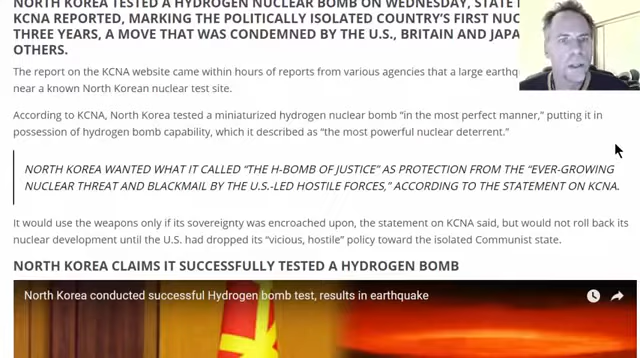 NORTH KOREA TESTED A HYDROGEN NUCLEAR BOMB ON WEDNESDAY, STATE
KCNA REPORTED, MARKING THE POLITICALLY ISOLATED COUNTRY'S FIRST NUC
THREE YEARS, A MOVE THAT WAS CONDEMNED BY THE U.S., BRITAIN AND JAPA
OTHERS.
The report on the KCNA website came within hours of reports from various agencies that a large earthq
near a known North Korean nuclear test site.
According to KCNA, North Korea tested a miniaturized hydrogen nuclear bomb "in the most perfect manner," putting it in
possession of hydrogen bomb capability, which it described as "the most powerful nuclear deterrent."
NORTH KOREA WANTED WHAT IT CALLED "THE H-BOMB OF JUSTICE" AS PROTECTION FROM THE "EVER-GROWING
NUCLEAR THREAT AND BLACKMAIL BY THE U.S.-LED HOSTILE FORCES," ACCORDING TO THE STATEMENT ON KCNA.
It would use the weapons only if its sovereignty was encroached upon, the statement on KCNA said, but would not roll back its
nuclear development until the U.S. had dropped its "vicious, hostile" policy toward the isolated Communist state.
NORTH KOREA CLAIMS IT SUCCESSFULLY TESTED A HYDROGEN BOMB
North Korea conducted successful Hydrogen bomb test, results in earthquake